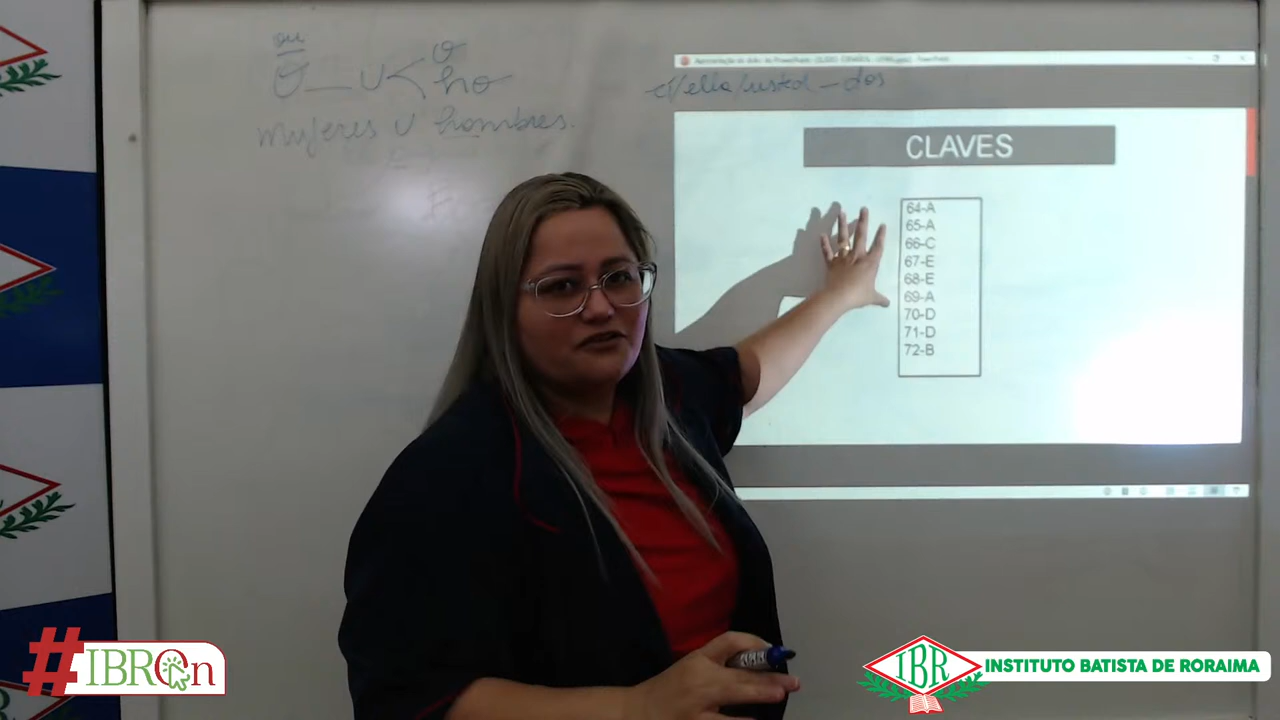 ou
O — U < o
ho
mujeres U hombres.
él/ella/usted - dos
CLAVES
64-A
65-A
66-C
67-E
68-E
69-A
70-D
71-D
72-B
#IBROn
IBR INSTITUTO BATISTA DE RORAIMA